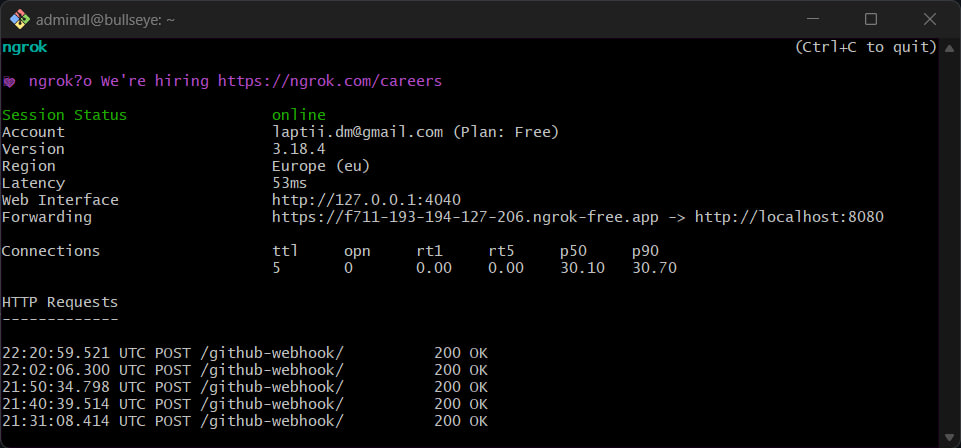 admindl@bullseye: ~
ngrok (Ctrl+C to quit)
ngrok?o We're hiring https://ngrok.com/careers
Session Status online
Account laptii.dm@gmail.com (Plan: Free)
Version 3.18.4
Region Europe (eu)
Latency 53ms
Web Interface http://127.0.0.1:4040
Forwarding https://f711-193-194-127-206.ngrok-free.app -> http://localhost:8080
Connections ttl opn rt1 rt5 p50 p90
5 0 0.00 0.00 30.10 30.70
HTTP Requests
-------------
22:20:59.521 UTC POST /github-webhook/ 200 OK
22:02:06.300 UTC POST /github-webhook/ 200 OK
21:50:34.798 UTC POST /github-webhook/ 200 OK
21:40:39.514 UTC POST /github-webhook/ 200 OK
21:31:08.414 UTC POST /github-webhook/ 200 OK